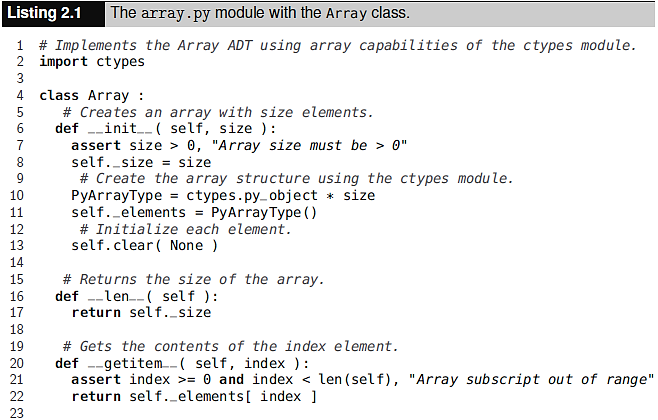 Listing 2.1 The array.py module with the Array class.
1 # Implements the Array ADT using array capabilities of the ctypes module.
2 import ctypes
3
4 class Array :
5 # Creates an array with size elements.
6 def __init__( self, size ):
7 assert size > 0, "Array size must be > 0"
8 self._size = size
9 # Create the array structure using the ctypes module.
10 PyArrayType = ctypes.py_object * size
11 self._elements = PyArrayType()
12 # Initialize each element.
13 self.clear( None )
14
15 # Returns the size of the array.
16 def __len__( self ):
17 return self._size
18
19 # Gets the contents of the index element.
20 def __getitem__( self, index ):
21 assert index >= 0 and index < len(self), "Array subscript out of range"
22 return self._elements[ index ]
23